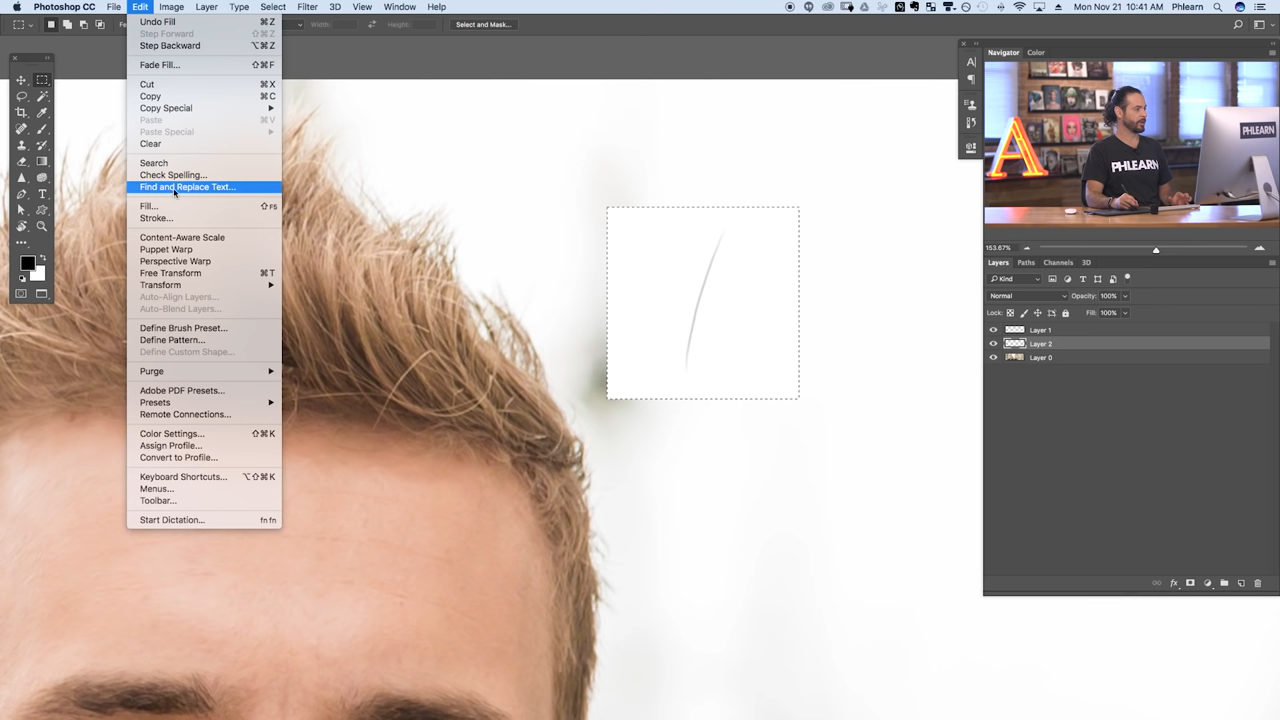 Photoshop CC File Edit Image Layer Type Select Filter 3D View Window Help Mon Nov 21 10:41 AM Phlearn
Width: Height: Select and Mask...
Undo Fill ⌘Z
Step Forward ⇧⌘Z
Step Backward ⌥⌘Z
Fade Fill... ⇧⌘F
Cut ⌘X
Copy ⌘C
Copy Special
Paste ⌘V
Paste Special
Clear
Search
Check Spelling...
Find and Replace Text...
Fill... ⇧F5
Stroke...
Content-Aware Scale
Puppet Warp
Perspective Warp
Free Transform ⌘T
Transform
Auto-Align Layers...
Auto-Blend Layers...
Define Brush Preset...
Define Pattern...
Define Custom Shape...
Purge
Adobe PDF Presets...
Presets
Remote Connections...
Color Settings... ⇧⌘K
Assign Profile...
Convert to Profile...
Keyboard Shortcuts... ⌥⇧⌘K
Menus...
Toolbar...
Start Dictation... fn fn
Navigator Color
PHLEARN
PHLEARN
153.67%
Layers Paths Channels 3D
Kind
Normal Opacity: 100%
Lock: Fill: 100%
Layer 1
Layer 2
Layer 0